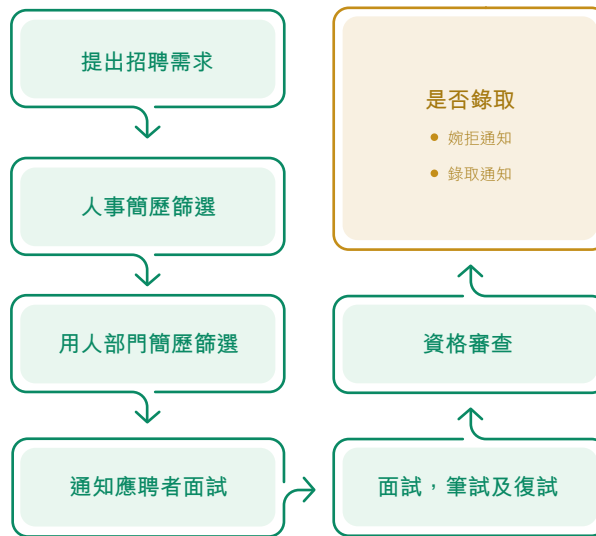 提出招聘需求
人事簡歷篩選
用人部門簡歷篩選
通知應聘者面試
面試，筆試及復試
資格審查
是否錄取
婉拒通知
錄取通知